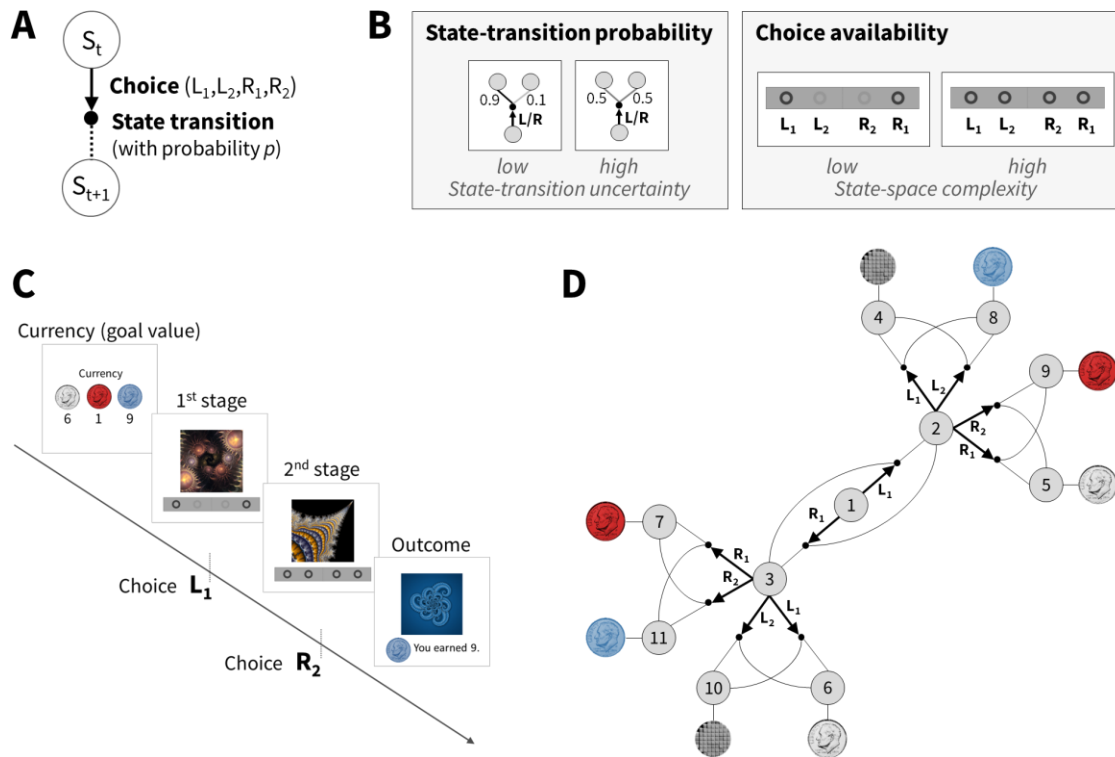 A
S_t
Choice (L₁,L₂,R₁,R₂)
State transition
(with probability p)
S_{t+1}
B
State-transition probability
0.9 0.1
L/R
0.5 0.5
L/R
low high
State-transition uncertainty
Choice availability
L₁ L₂ R₂ R₁
L₁ L₂ R₂ R₁
low high
State-space complexity
C
Currency (goal value)
Currency
6 1 9
1st stage
2nd stage
Outcome
You earned 9.
Choice L₁
Choice R₂
D
4
8
9
L₁ L₂
R₂
2
R₁
5
L₁
1
R₁
7
R₁
R₂
3
11
L₂ L₁
10
6